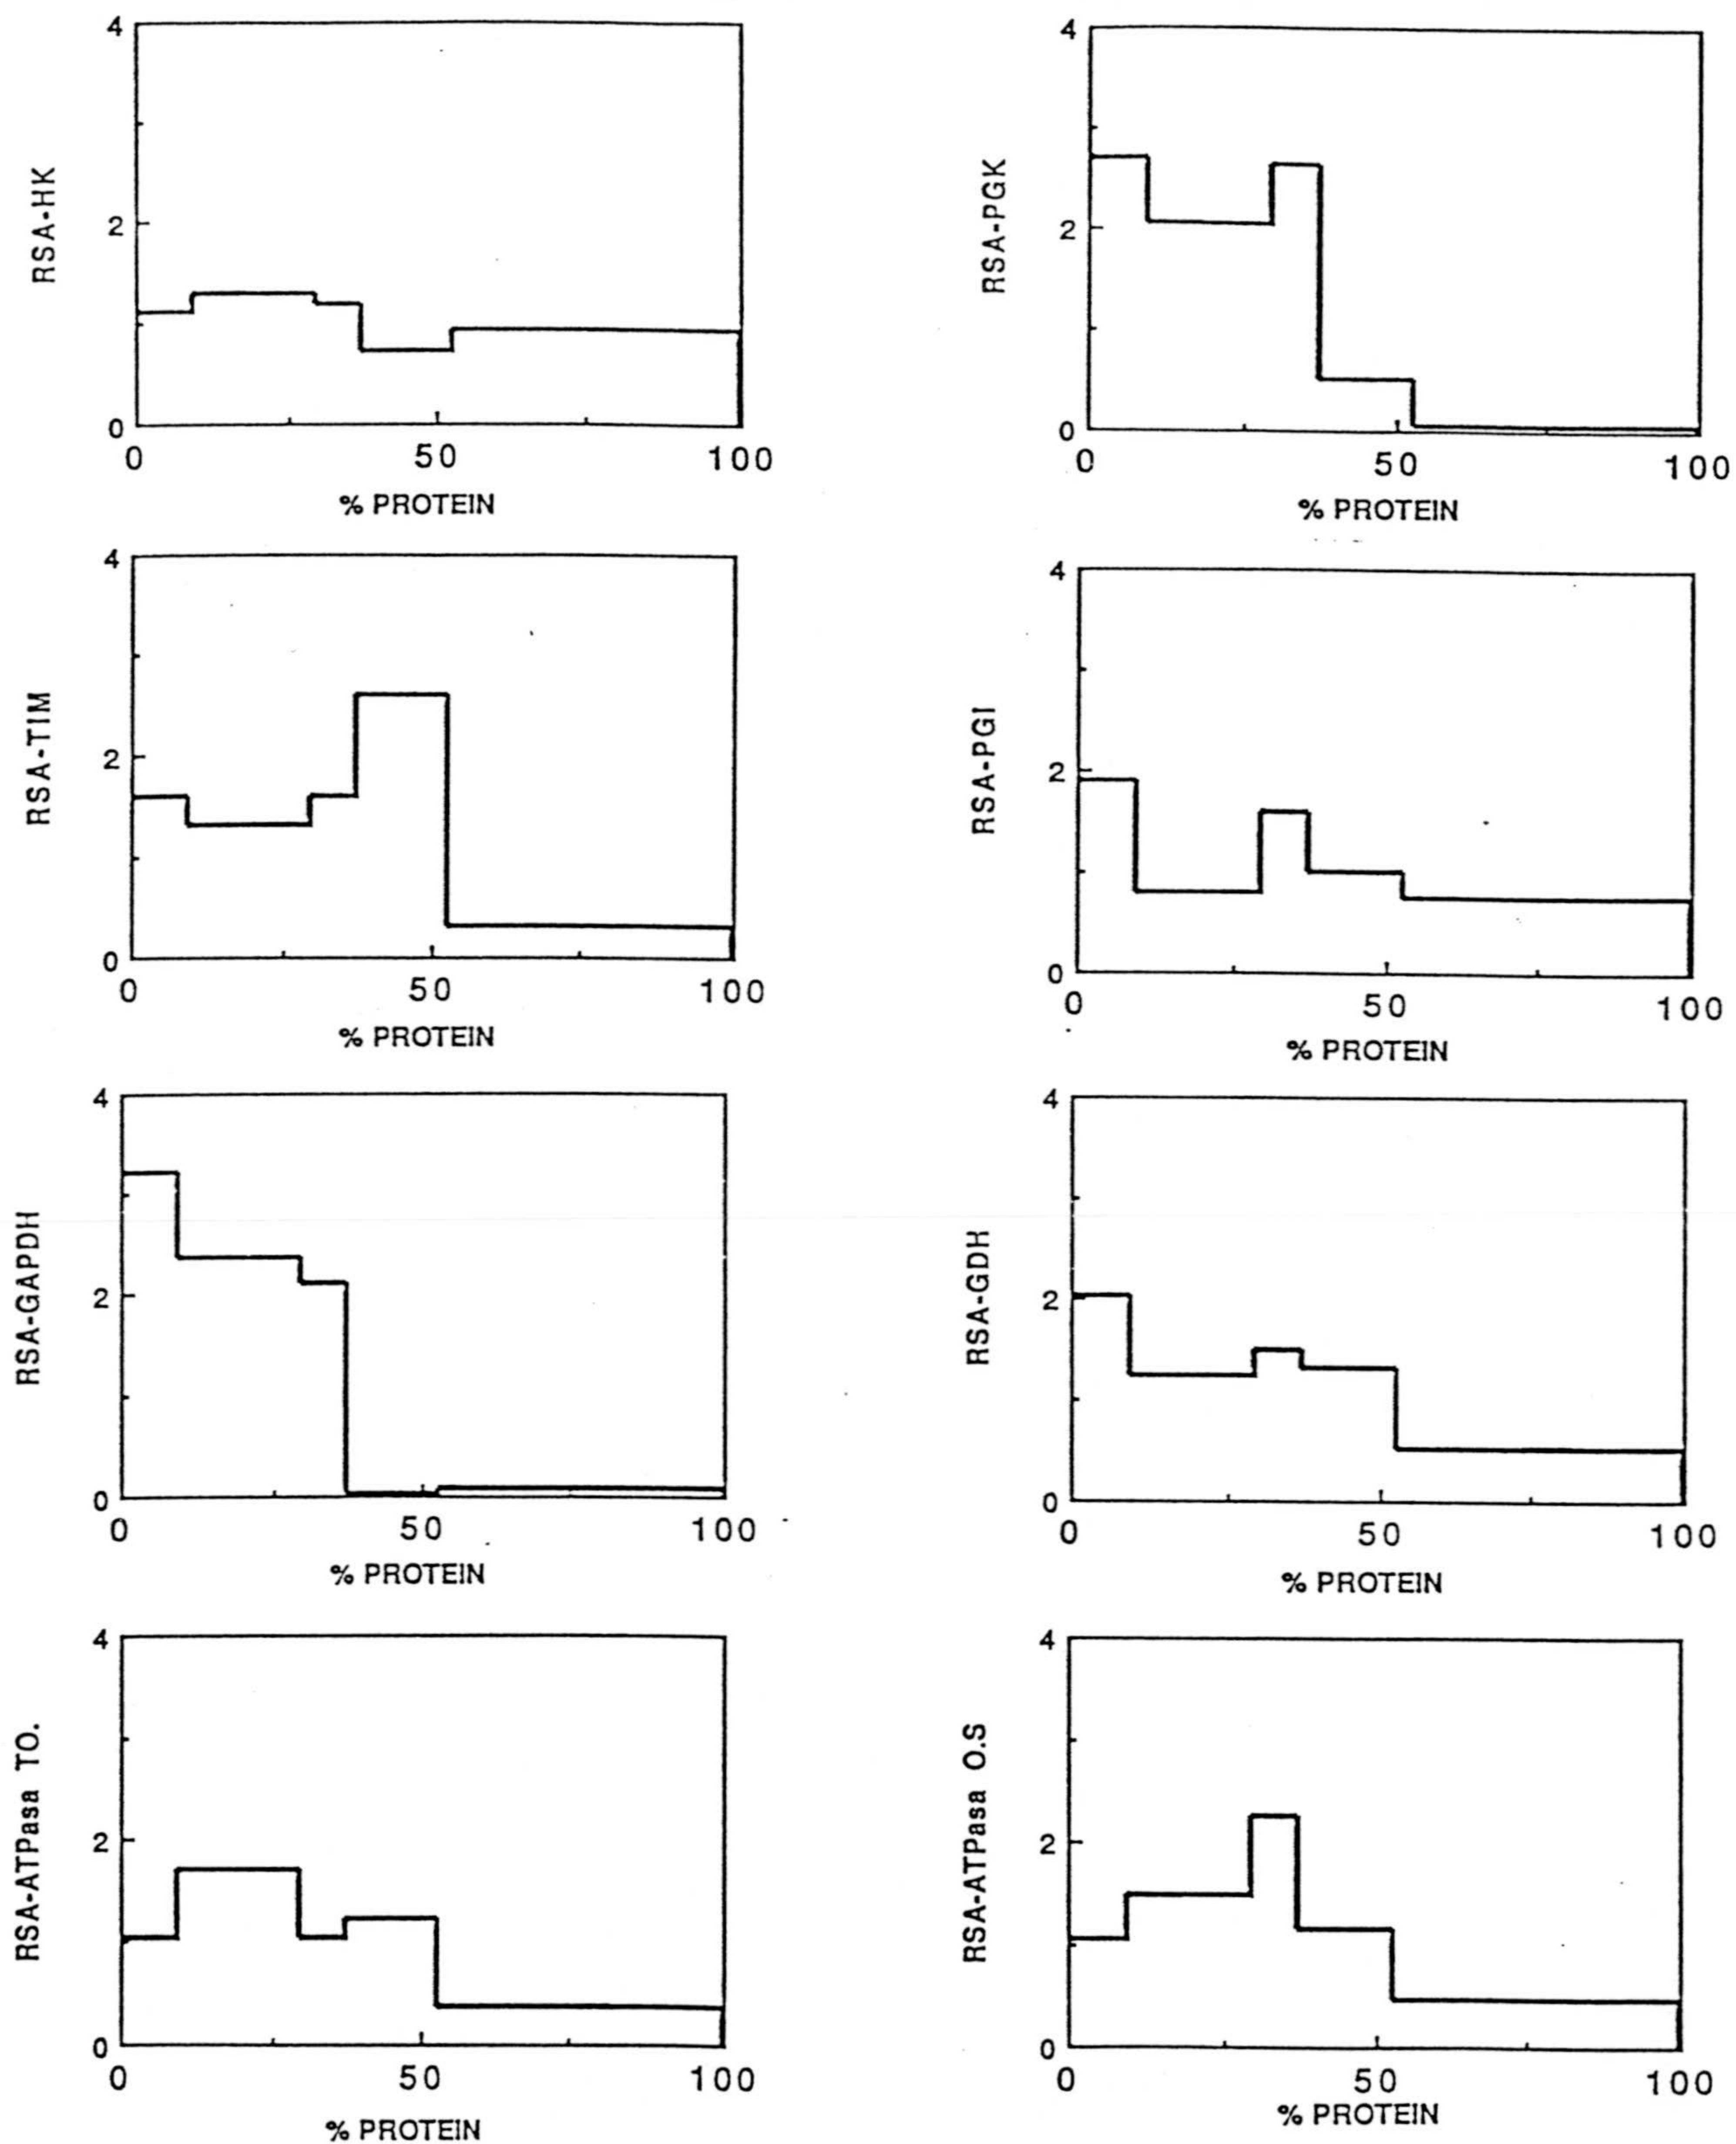 4
2
0
RSA-HK
0 50 100
% PROTEIN
4
2
0
RSA-PGK
0 50 100
% PROTEIN
4
2
0
RSA-TIM
0 50 100
% PROTEIN
4
2
0
RSA-PGI
0 50 100
% PROTEIN
4
2
0
RSA-GAPDH
0 50 100
% PROTEIN
4
2
0
RSA-GDH
0 50 100
% PROTEIN
4
2
0
RSA-ATPasa TO.
0 50 100
% PROTEIN
4
2
0
RSA-ATPasa O.S
0 50 100
% PROTEIN